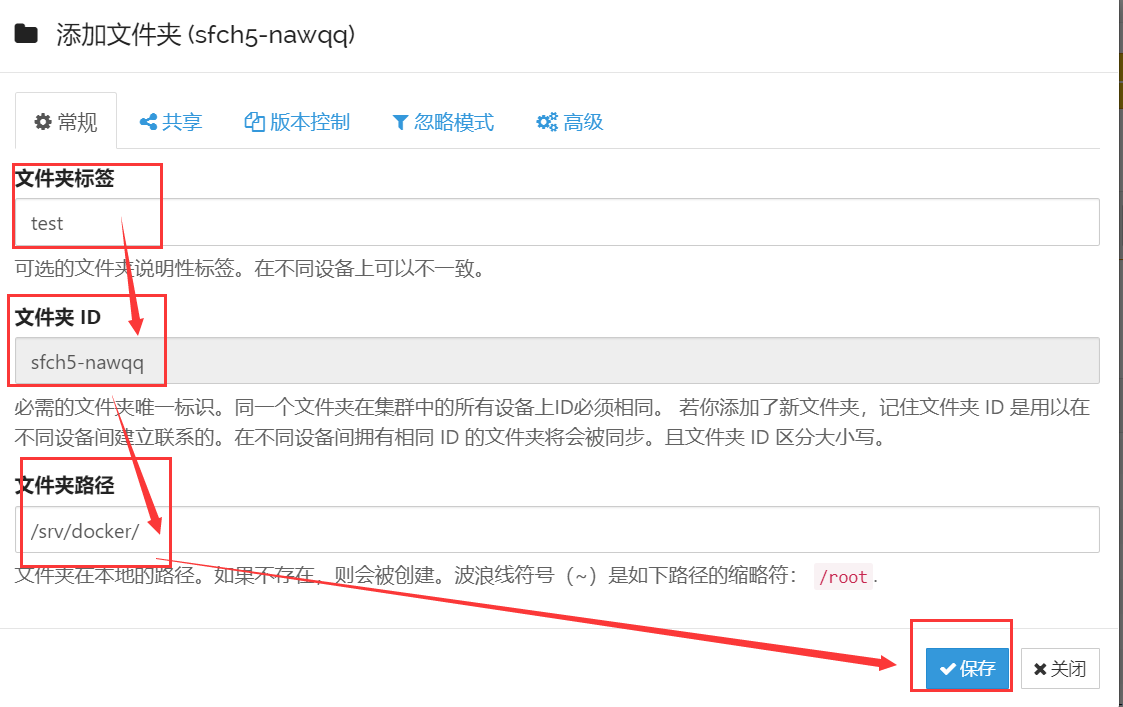 添加文件夹 (sfch5-nawqq)
常规 共享 版本控制 忽略模式 高级
文件夹标签
test
可选的文件夹说明性标签。在不同设备上可以不一致。
文件夹 ID
sfch5-nawqq
必需的文件夹唯一标识。同一个文件夹在集群中的所有设备上ID必须相同。 若你添加了新文件夹，记住文件夹 ID 是用以在
不同设备间建立联系的。在不同设备间拥有相同 ID 的文件夹将会被同步。且文件夹 ID 区分大小写。
文件夹路径
/srv/docker/
文件夹在本地的路径。如果不存在，则会被创建。波浪线符号（~）是如下路径的缩略符： /root.
保存 关闭